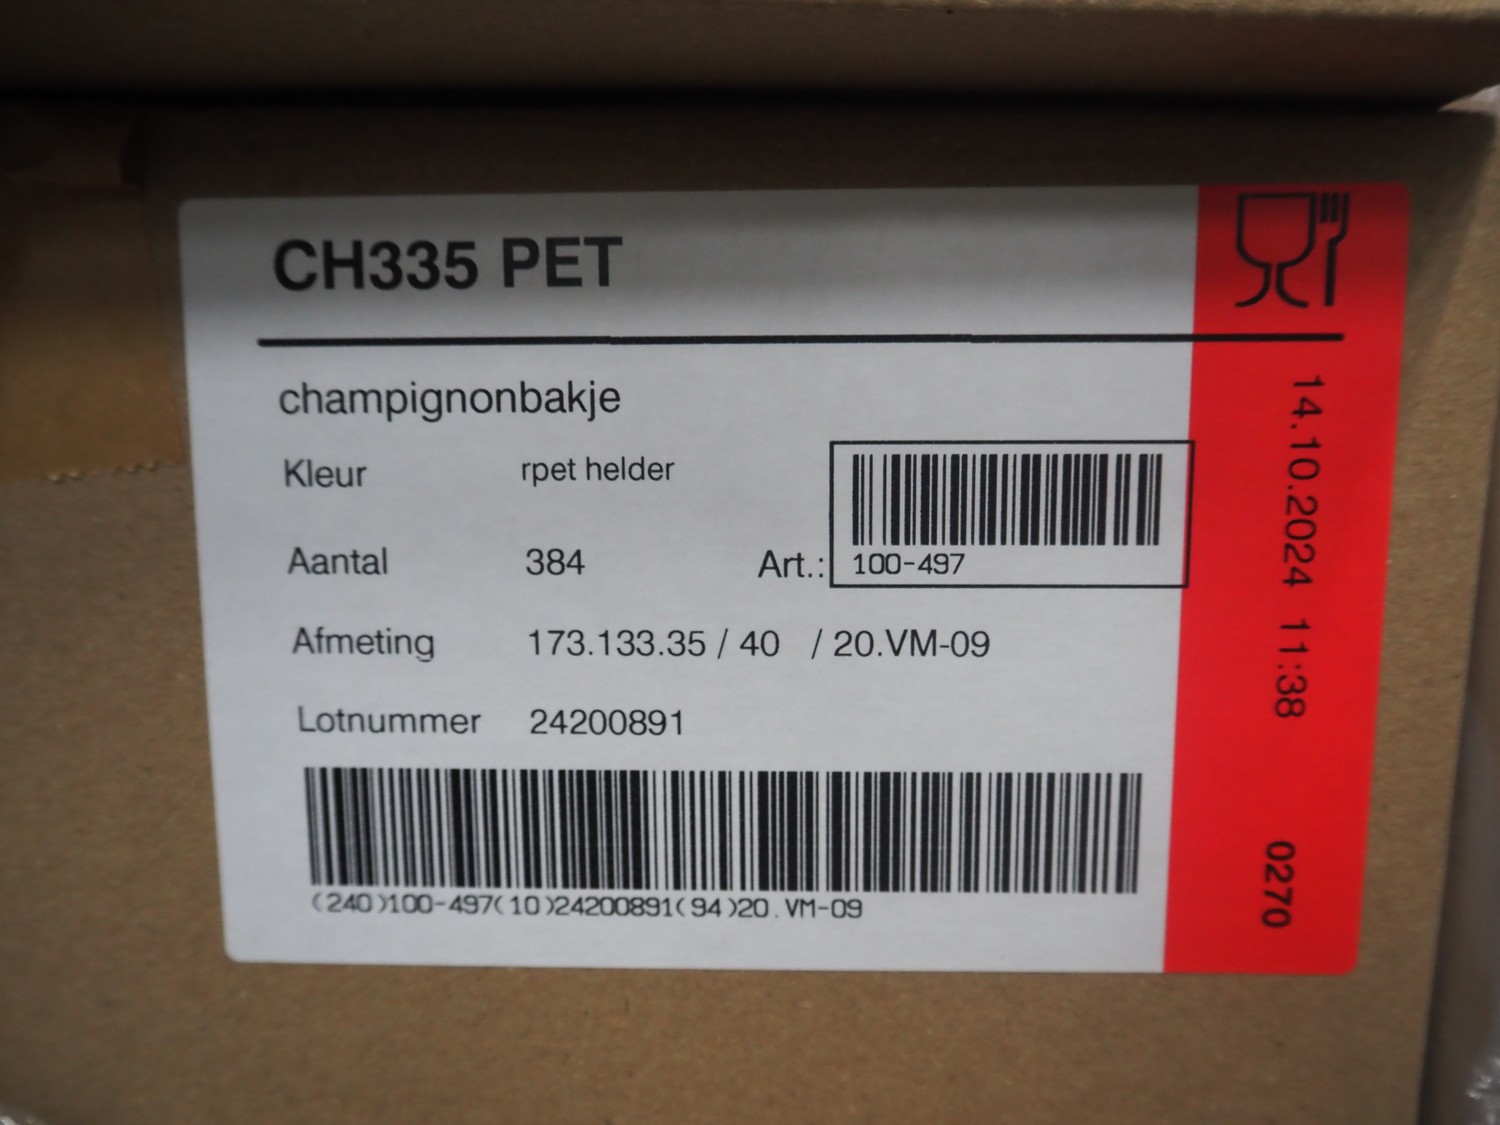 CH335 PET
champignonbakje
Kleur rpet helder
Aantal 384 Art.: 100-497
Afmeting 173.133.35 / 40 / 20.VM-09
Lotnummer 24200891
(240)100-497(10)24200891(94)20.VM-09
14.10.2024 11:38 0270